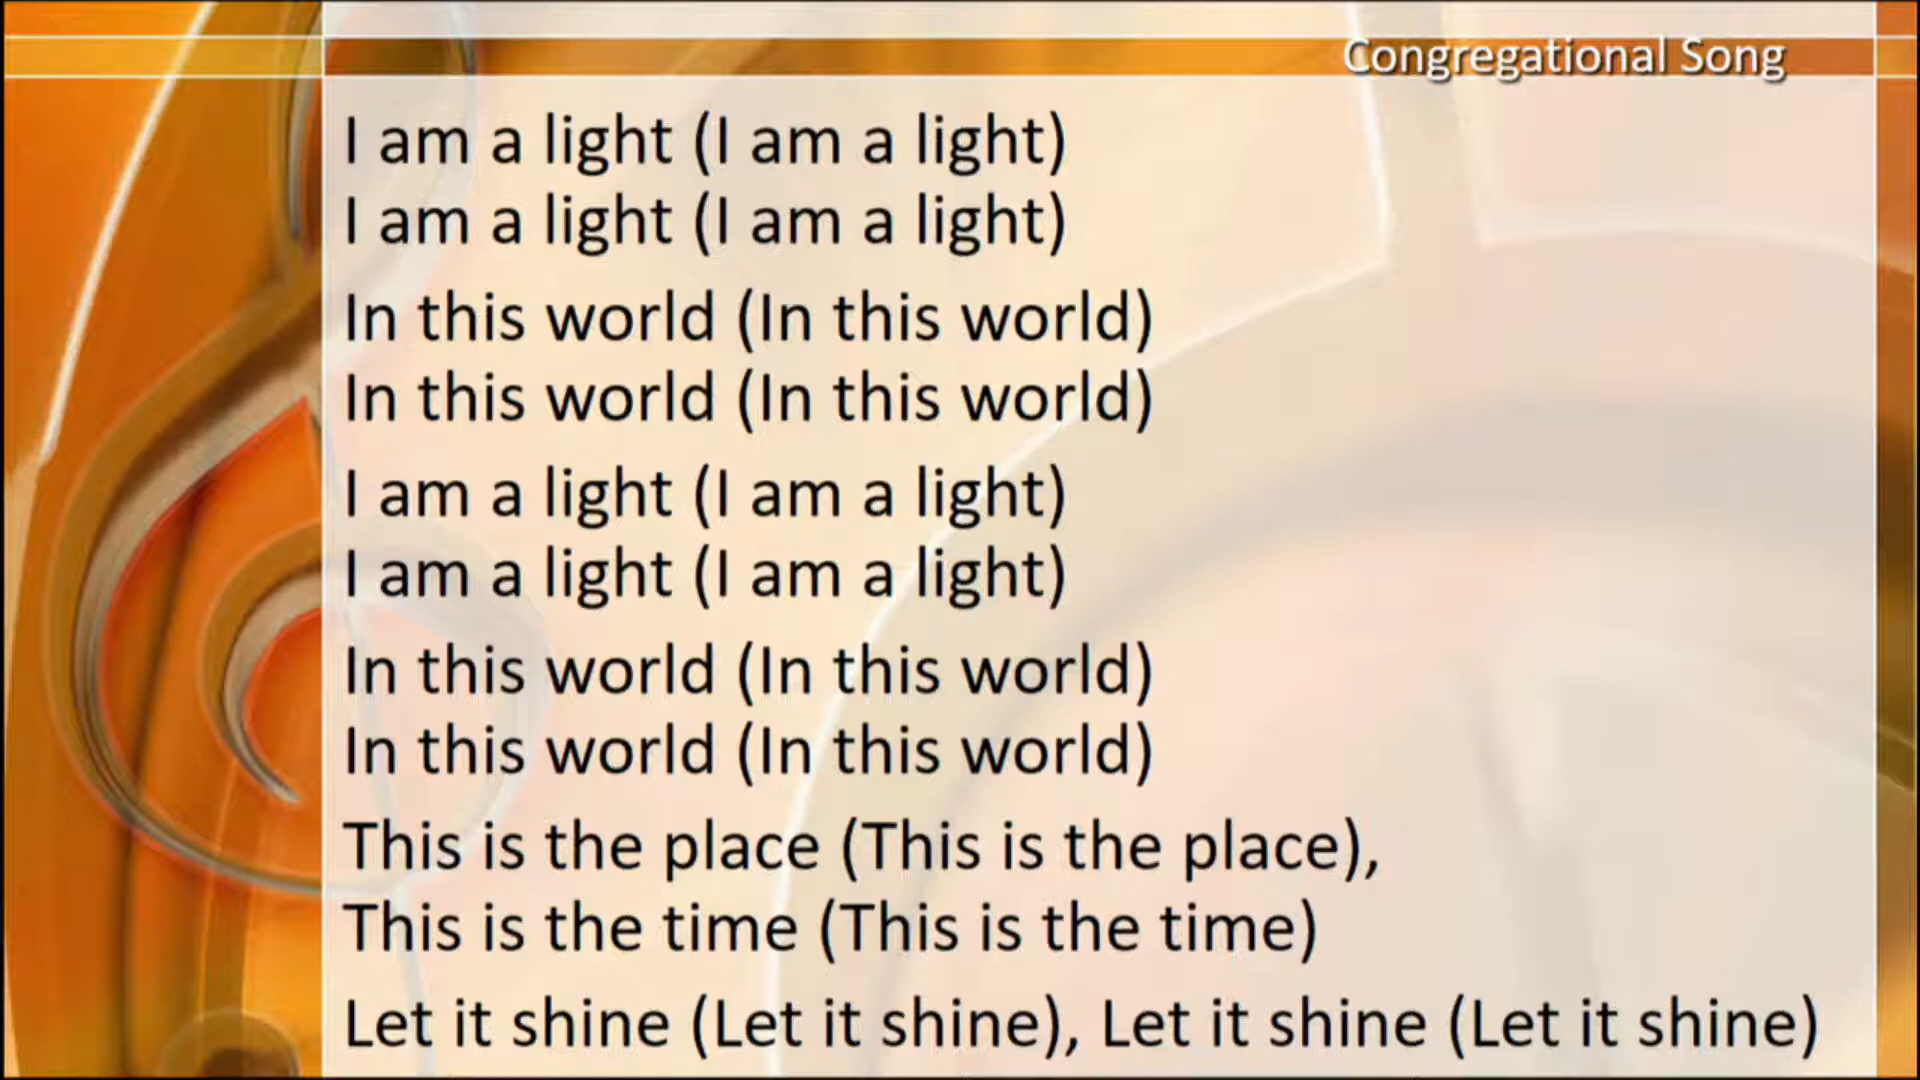 Congregational Song
I am a light (I am a light)
I am a light (I am a light)
In this world (In this world)
In this world (In this world)
I am a light (I am a light)
I am a light (I am a light)
In this world (In this world)
In this world (In this world)
This is the place (This is the place),
This is the time (This is the time)
Let it shine (Let it shine), Let it shine (Let it shine)